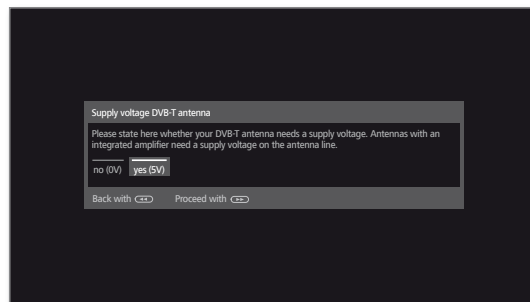 Supply voltage DVB-T antenna
Please state here whether your DVB-T antenna needs a supply voltage. Antennas with an
integrated amplifier need a supply voltage on the antenna line.
no (0V) yes (5V)
Back with ◄◄ Proceed with ►►